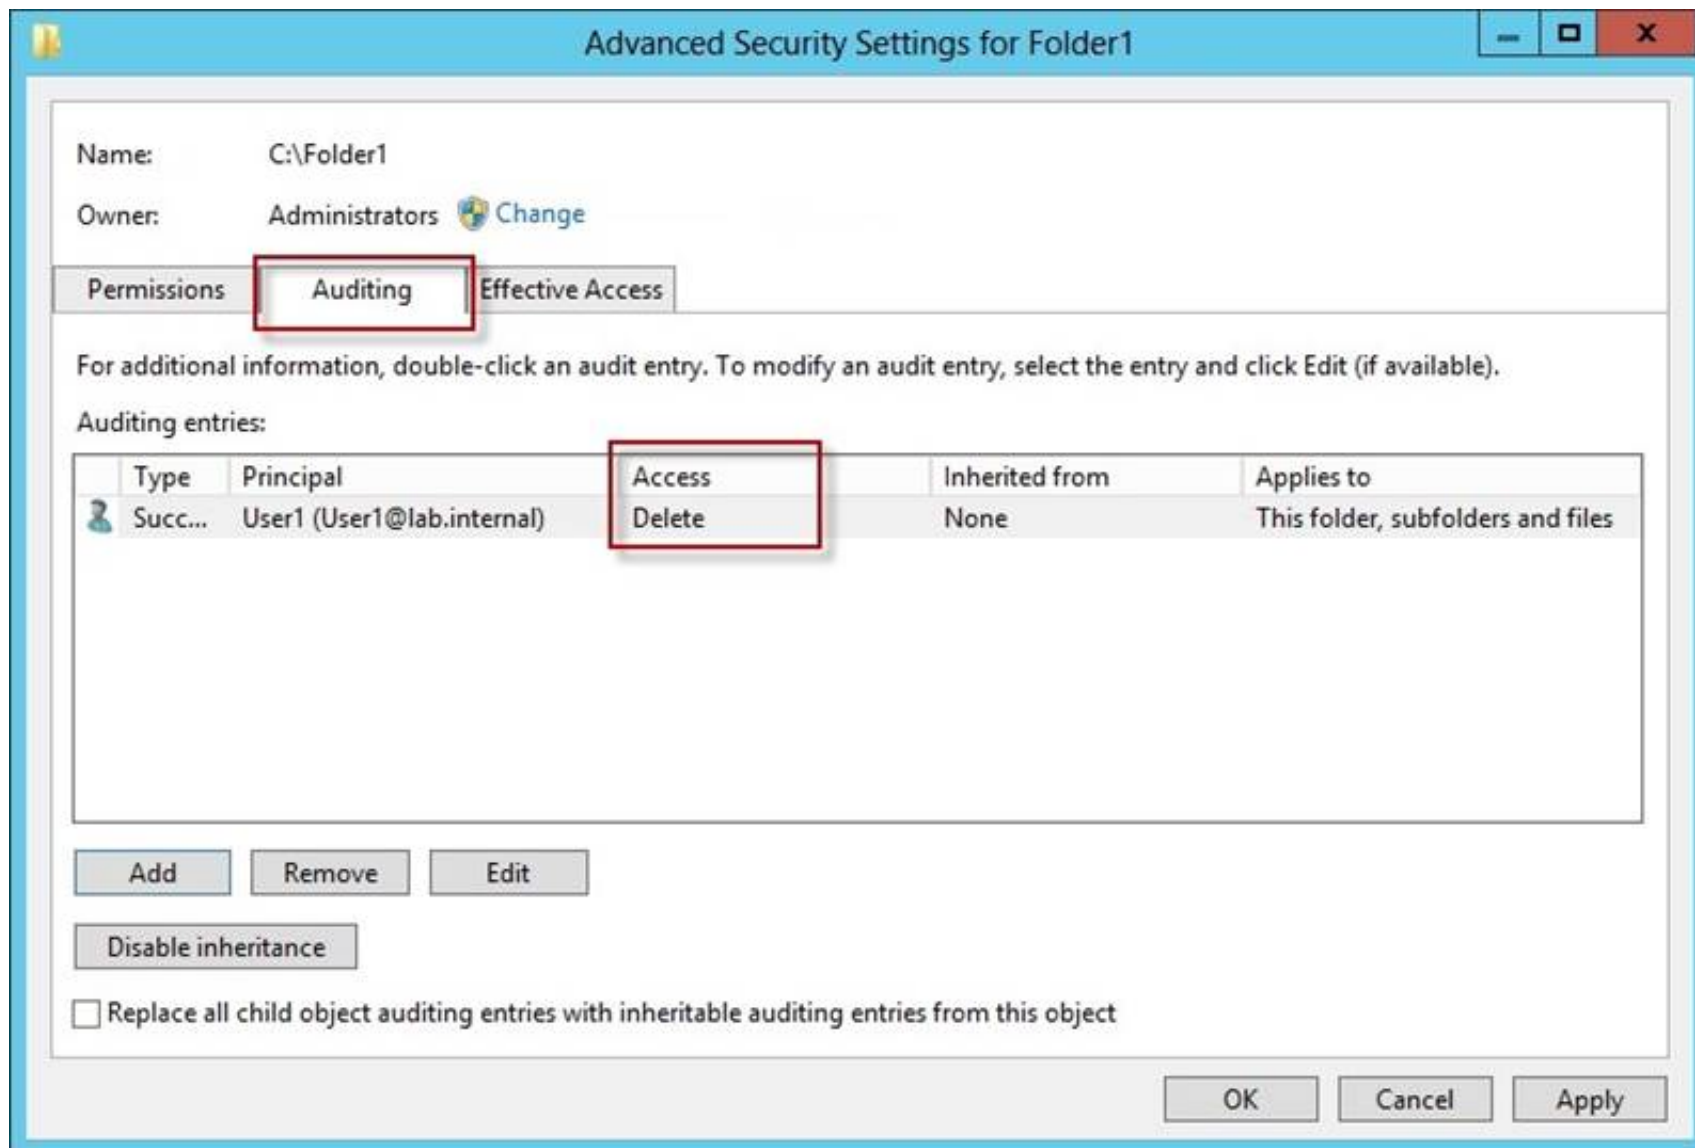 Advanced Security Settings for Folder1
Name: C:\Folder1
Owner: Administrators Change
Permissions Auditing Effective Access
For additional information, double-click an audit entry. To modify an audit entry, select the entry and click Edit (if available).
Auditing entries:
Type Principal Access Inherited from Applies to
Succ... User1 (User1@lab.internal) Delete None This folder, subfolders and files
Add Remove Edit
Disable inheritance
Replace all child object auditing entries with inheritable auditing entries from this object
OK Cancel Apply